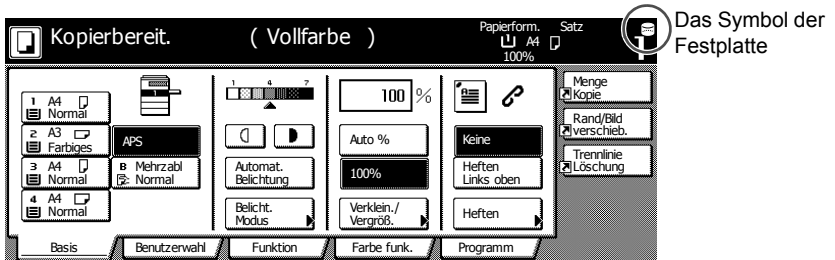 Kopierbereit. ( Vollfarbe )
Papierform. Satz
A4
100%
1
Das Symbol der
Festplatte
1 A4
Normal
2 A3
Farbiges
3 A4
Normal
4 A4
Normal
1
APS
B Mehrzabl
Normal
1 4 7
Automat.
Belichtung
Belicht.
Modus
100 %
Auto %
100%
Verklein./
Vergröß.
Keine
Heften
Links oben
Heften
Menge
Kopie
Rand/Bild
verschieb.
Trennlinie
Löschung
Basis
Benutzerwahl
Funktion
Farbe funk.
Programm